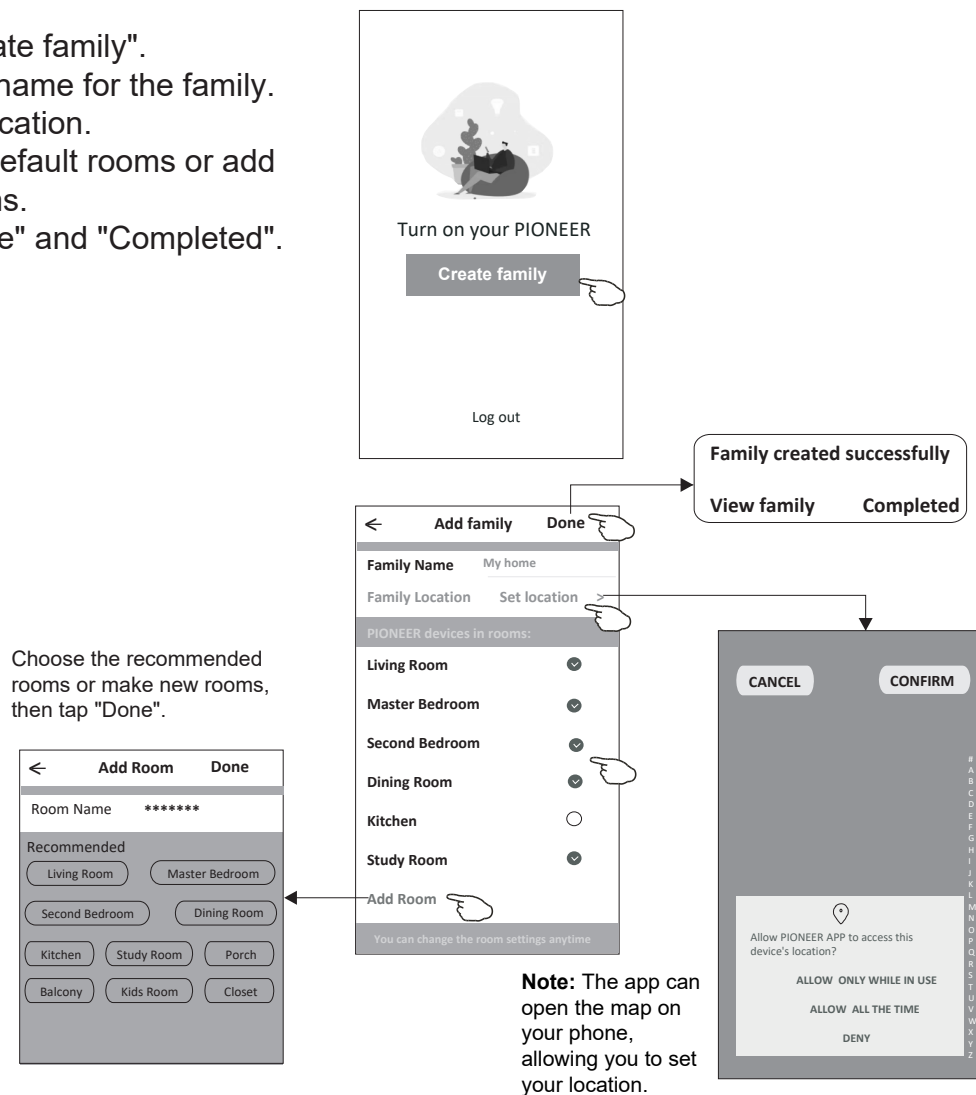 ate family".
name for the family.
cation.
efault rooms or add
s.
e" and "Completed".
Turn on your PIONEER
Create family
Log out
Family created successfully
View family Completed
← Add family Done
Family Name My home
Family Location Set location >
PIONEER devices in rooms:
Living Room
Master Bedroom
Second Bedroom
Dining Room
Kitchen
Study Room
Add Room
You can change the room settings anytime
Choose the recommended
rooms or make new rooms,
then tap "Done".
← Add Room Done
Room Name *******
Recommended
Living Room Master Bedroom
Second Bedroom Dining Room
Kitchen Study Room Porch
Balcony Kids Room Closet
Note: The app can
open the map on
your phone,
allowing you to set
your location.
CANCEL CONFIRM
#
A
B
C
D
E
F
G
H
I
J
K
L
M
N
O
P
Q
R
S
T
U
V
W
X
Y
Z
Allow PIONEER APP to access this
device's location?
ALLOW ONLY WHILE IN USE
ALLOW ALL THE TIME
DENY